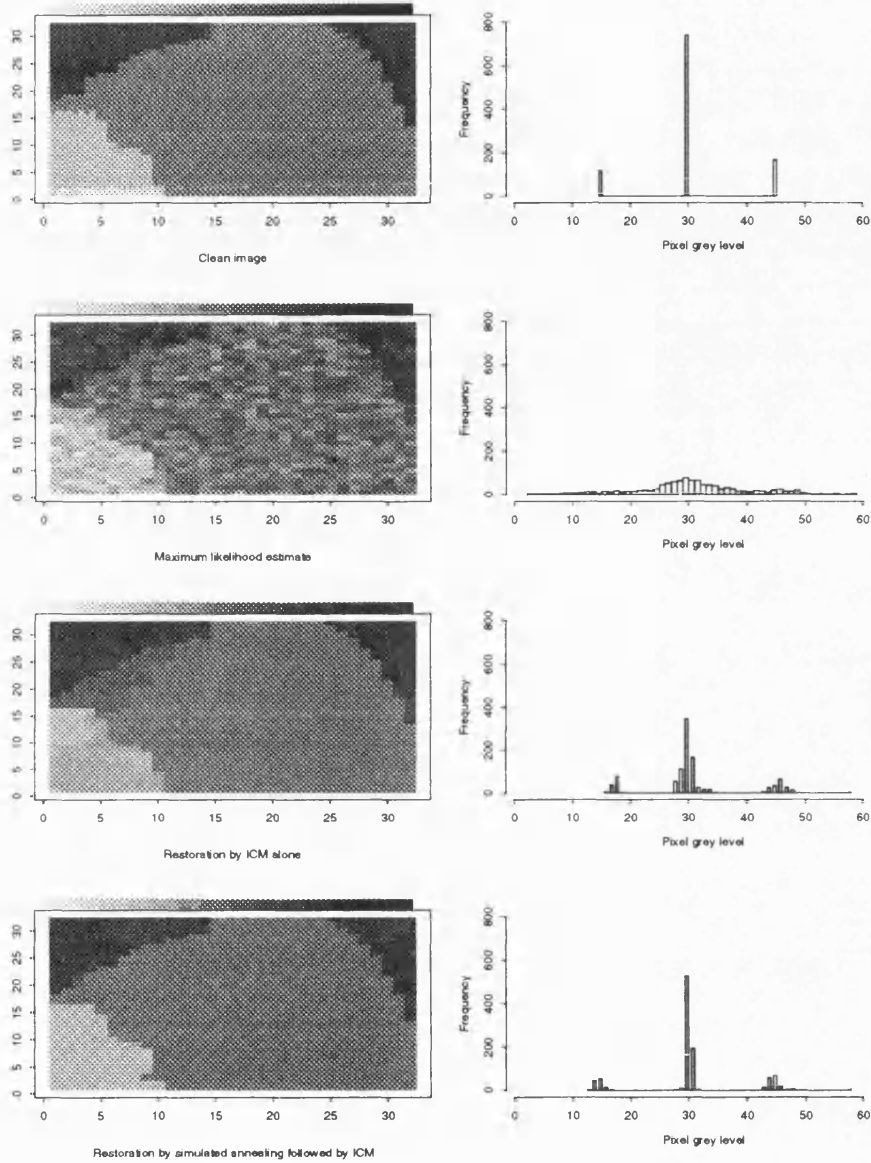 30
25
20
15
10
5
0
0 5 10 15 20 25 30
Clean image
800
600
400
200
0
Frequency
0 10 20 30 40 50 60
Pixel grey level
30
25
20
15
10
5
0
0 5 10 15 20 25 30
Maximum likelihood estimate
800
600
400
200
0
Frequency
0 10 20 30 40 50 60
Pixel grey level
30
25
20
15
10
5
0
0 5 10 15 20 25 30
Restoration by ICM alone
800
600
400
200
0
Frequency
0 10 20 30 40 50 60
Pixel grey level
30
25
20
15
10
5
0
0 5 10 15 20 25 30
Restoration by simulated annealing followed by ICM
800
600
400
200
0
Frequency
0 10 20 30 40 50 60
Pixel grey level